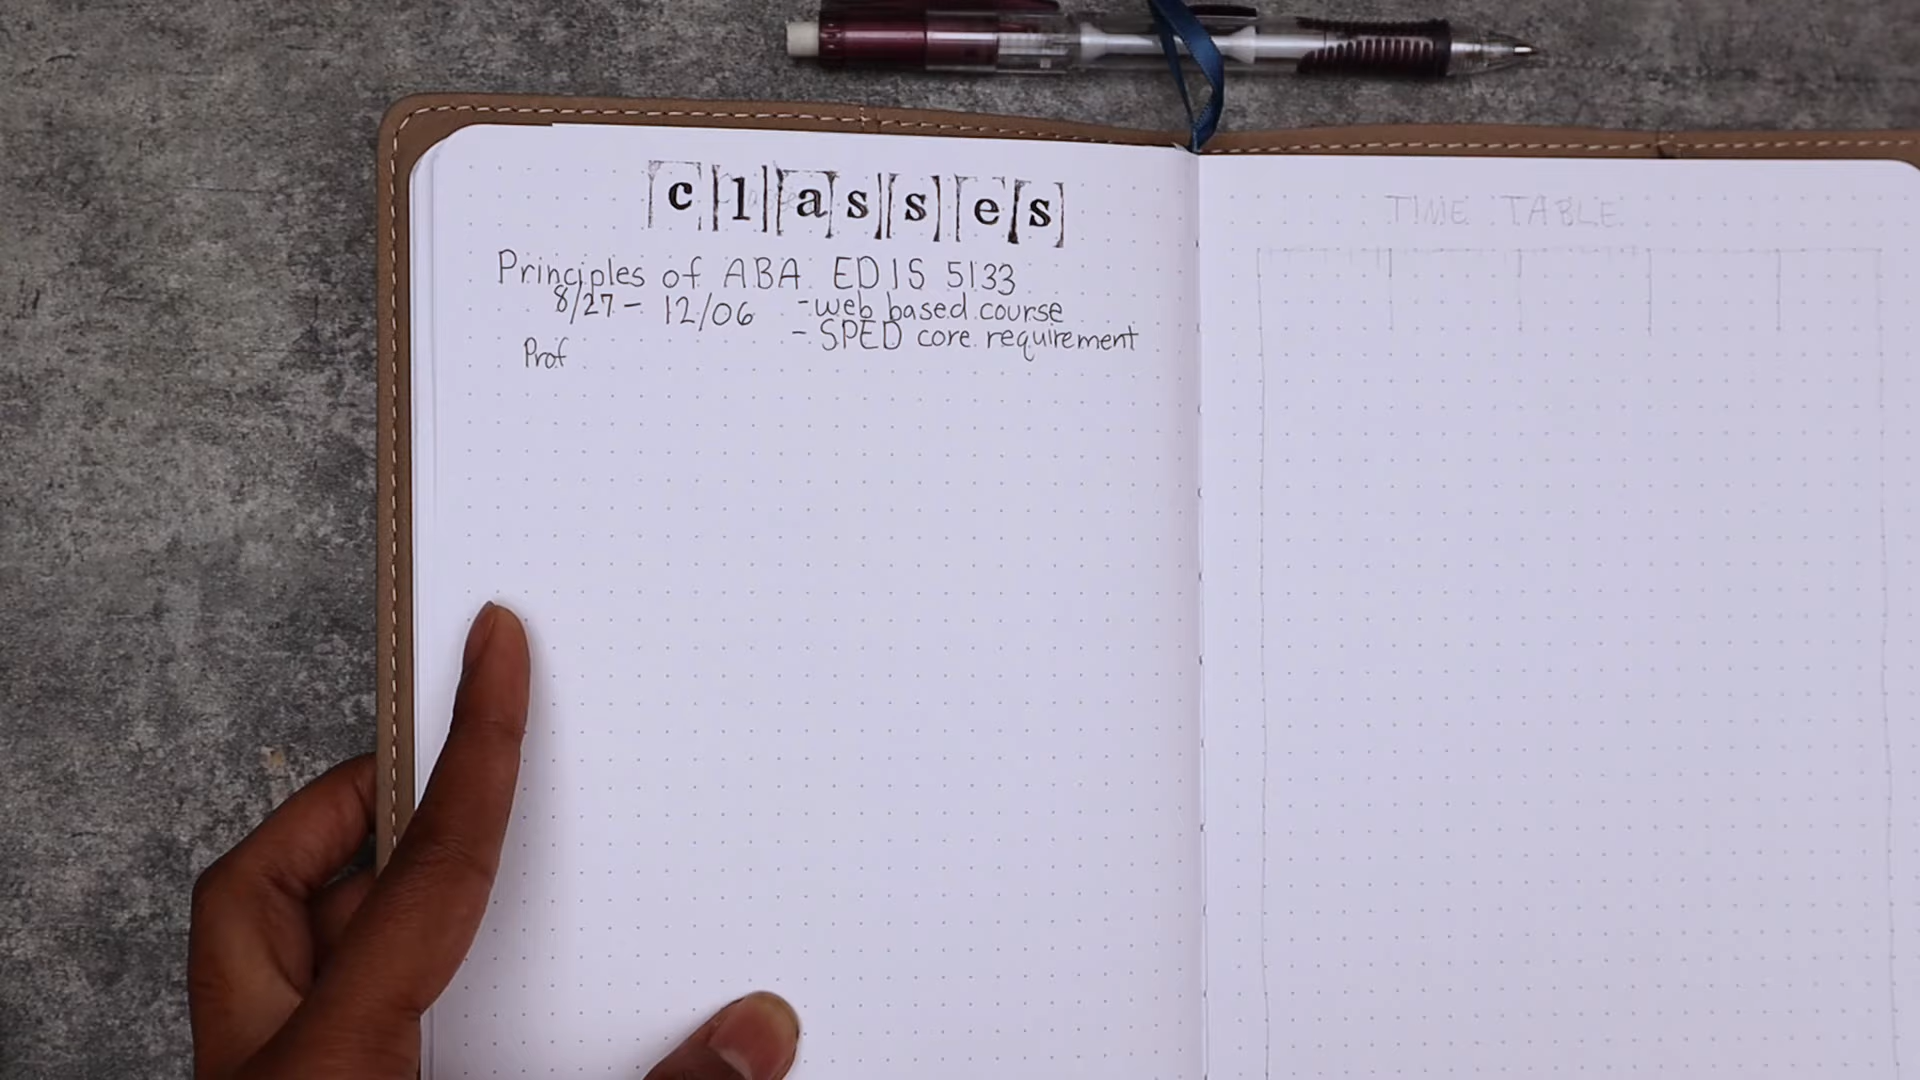 classes
Principles of ABA EDIS 5133
8/27 - 12/06 - web based course
- SPED core requirement
Prof
TIME TABLE